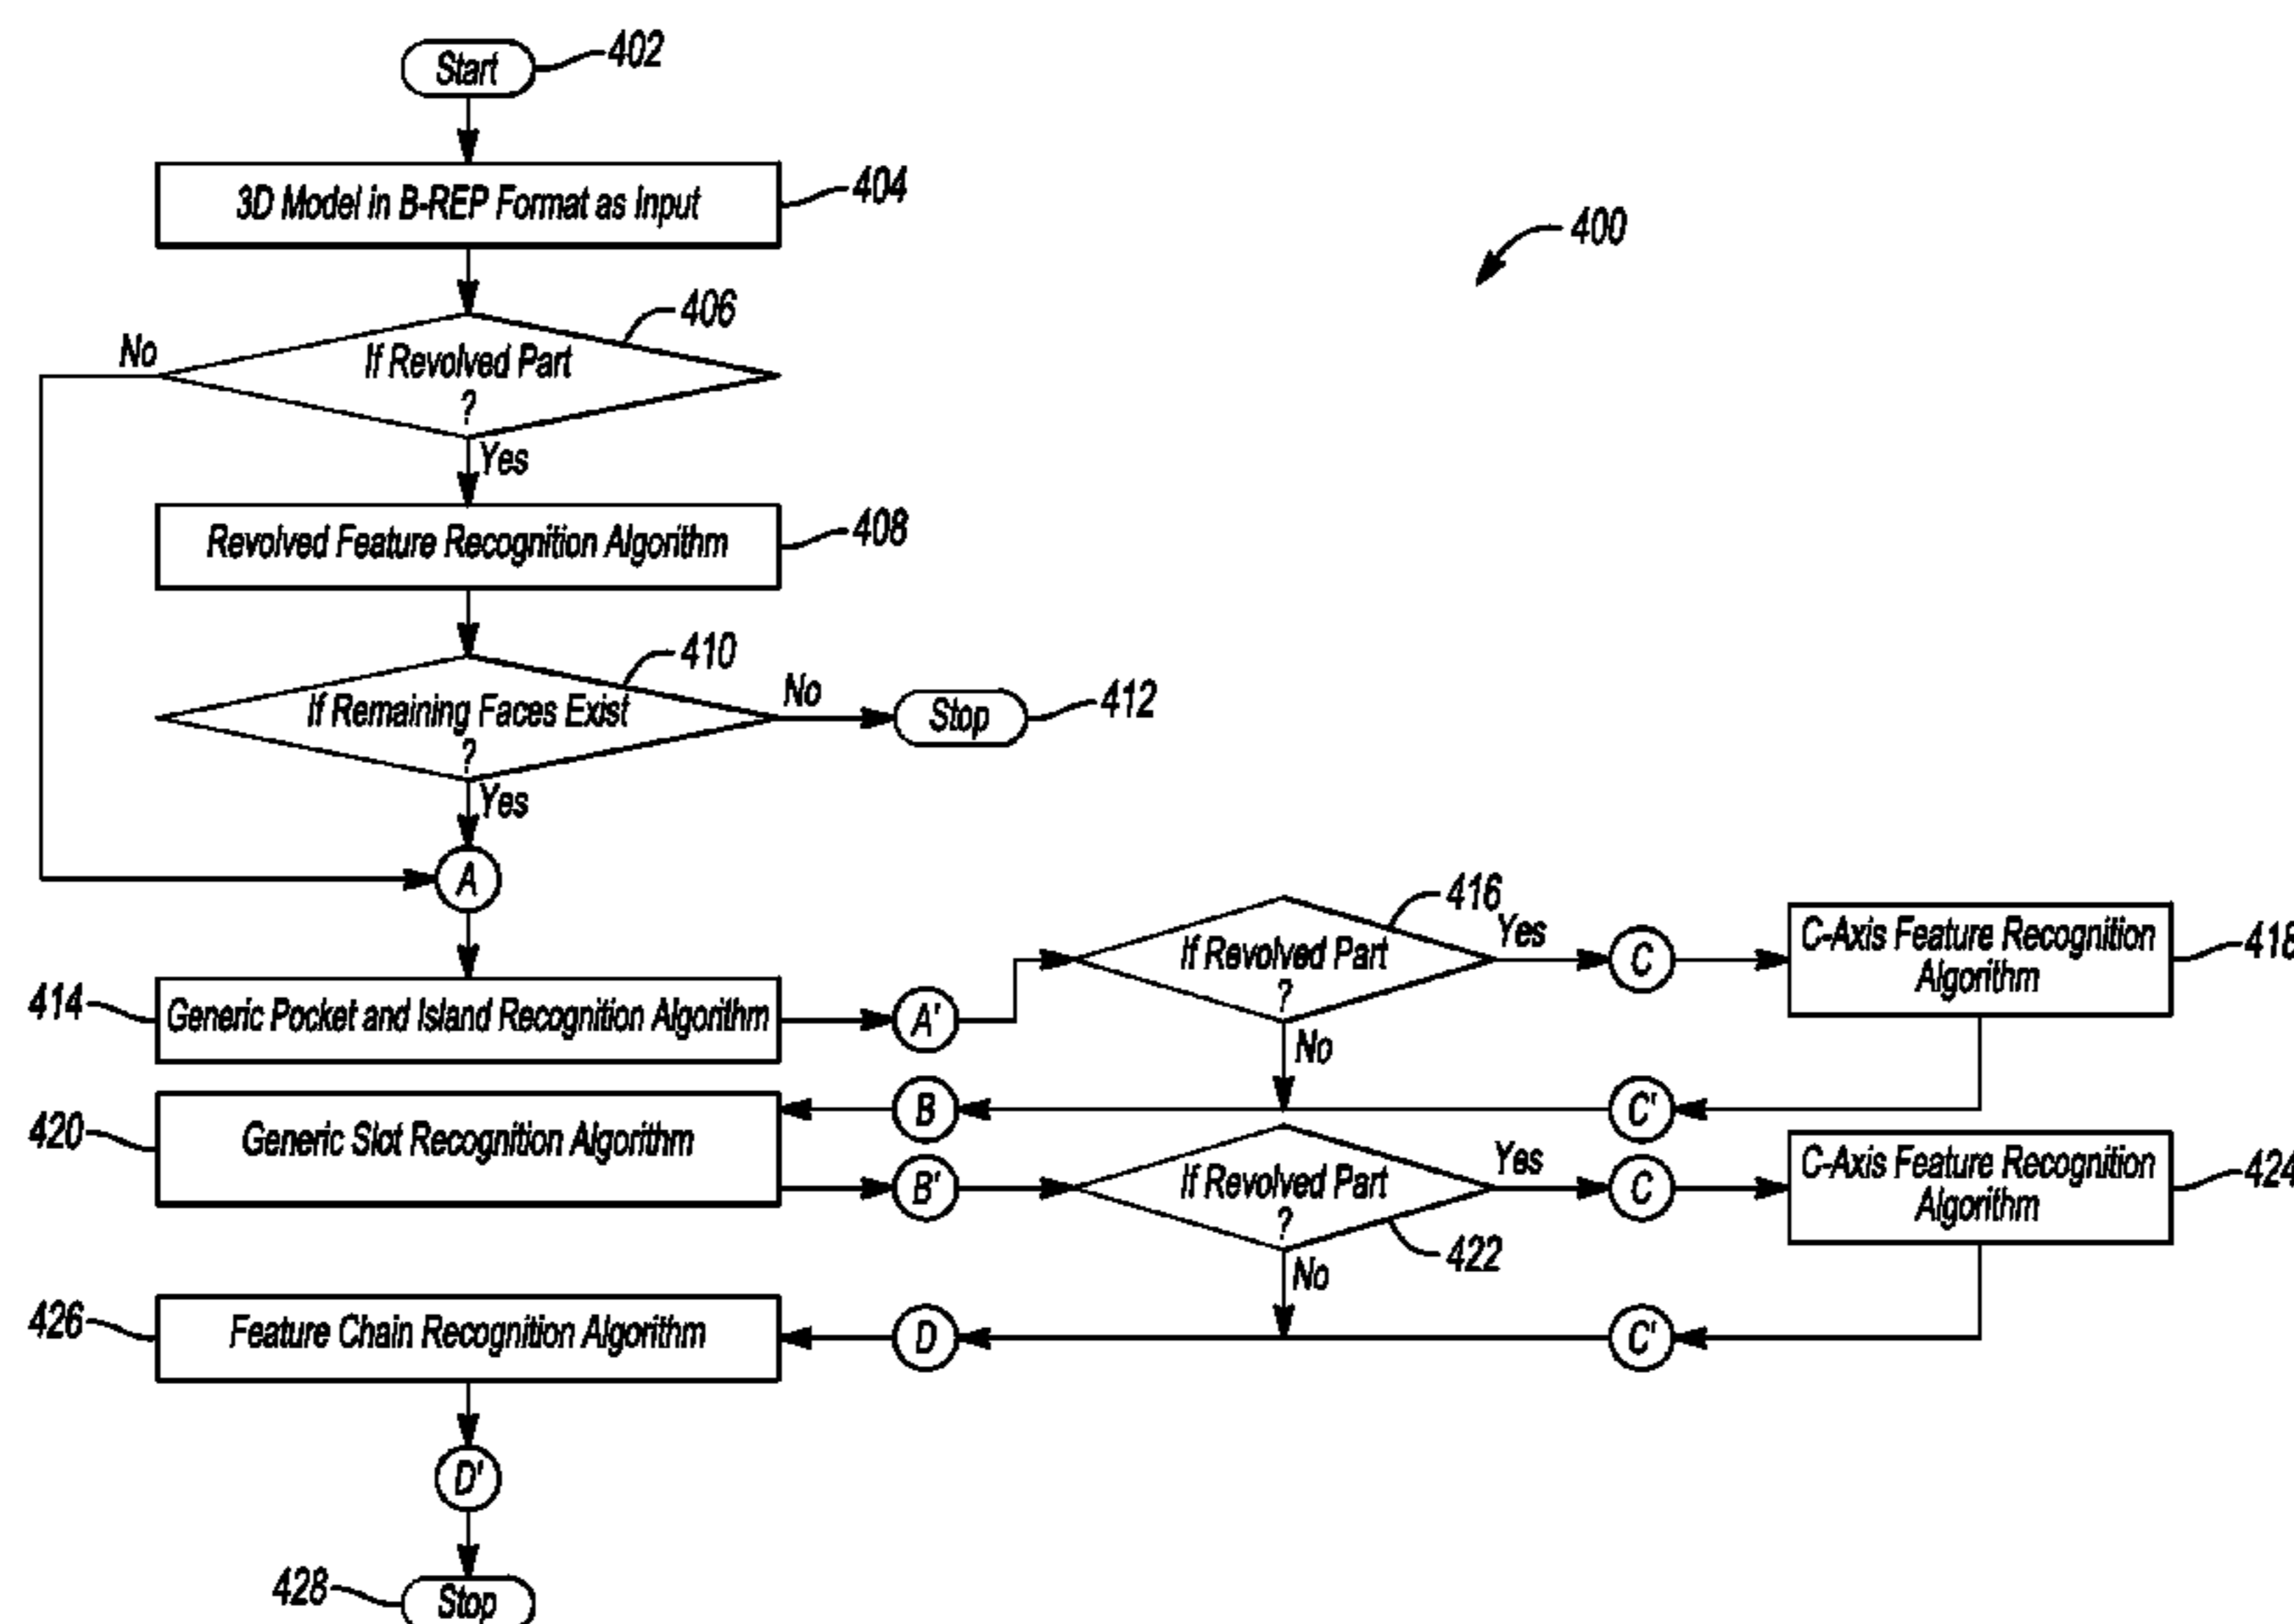 Start
402
3D Model in B-REP Format as Input
404
400
406
No
If Revolved Part
?
Yes
Revolved Feature Recognition Algorithm
408
410
No
If Remaining Faces Exist
?
Stop
412
Yes
A
416
Yes
If Revolved Part
?
C
C-Axis Feature Recognition
Algorithm
418
414
Generic Pocket and Island Recognition Algorithm
A'
No
B
C'
420
Generic Slot Recognition Algorithm
B'
If Revolved Part
?
Yes
C
C-Axis Feature Recognition
Algorithm
424
422
No
426
Feature Chain Recognition Algorithm
D
C'
D'
428
Stop